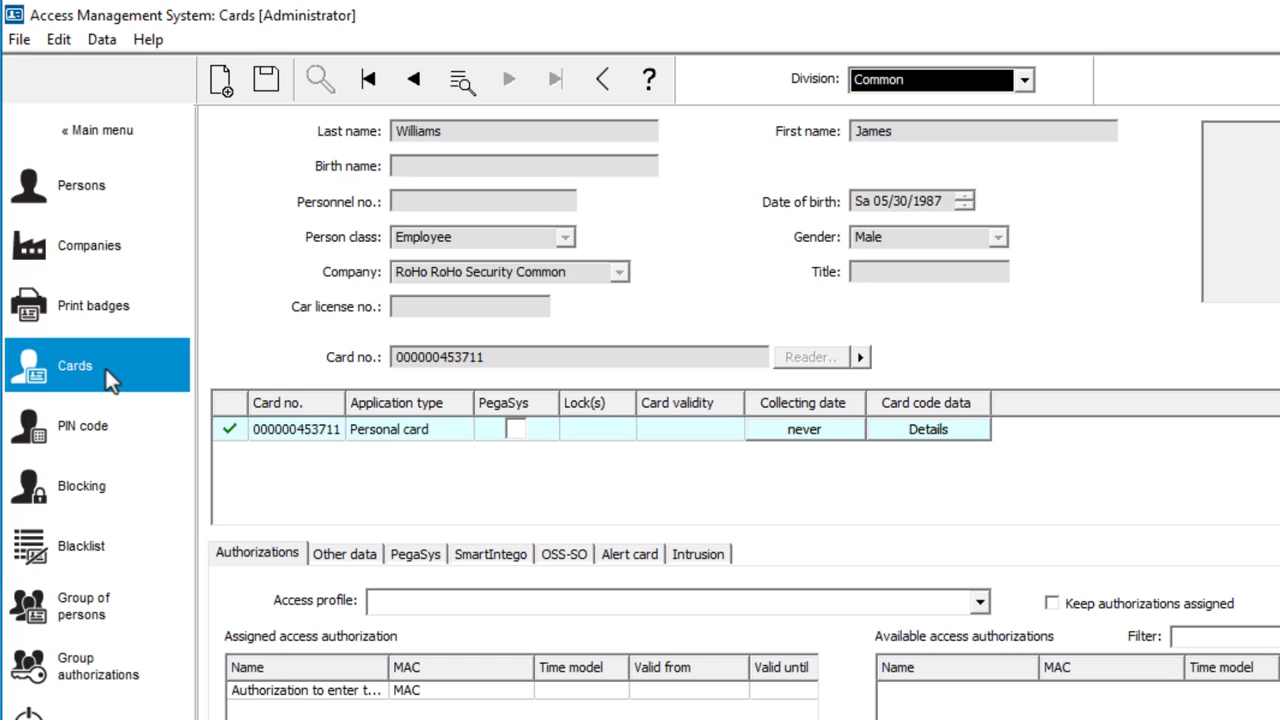 Access Management System: Cards [Administrator]
File Edit Data Help
Division: Common
« Main menu
Persons
Companies
Print badges
Cards
PIN code
Blocking
Blacklist
Group of
persons
Group
authorizations
Last name: Williams First name: James
Birth name:
Personnel no.: Date of birth: Sa 05/30/1987
Person class: Employee Gender: Male
Company: RoHo RoHo Security Common Title:
Car license no.:
Card no.: 000000453711 Reader..
Card no. Application type PegaSys Lock(s) Card validity Collecting date Card code data
000000453711 Personal card never Details
Authorizations Other data PegaSys SmartIntego OSS-SO Alert card Intrusion
Access profile: Keep authorizations assigned
Assigned access authorization Available access authorizations Filter:
Name MAC Time model Valid from Valid until Name MAC Time model
Authorization to enter t... MAC